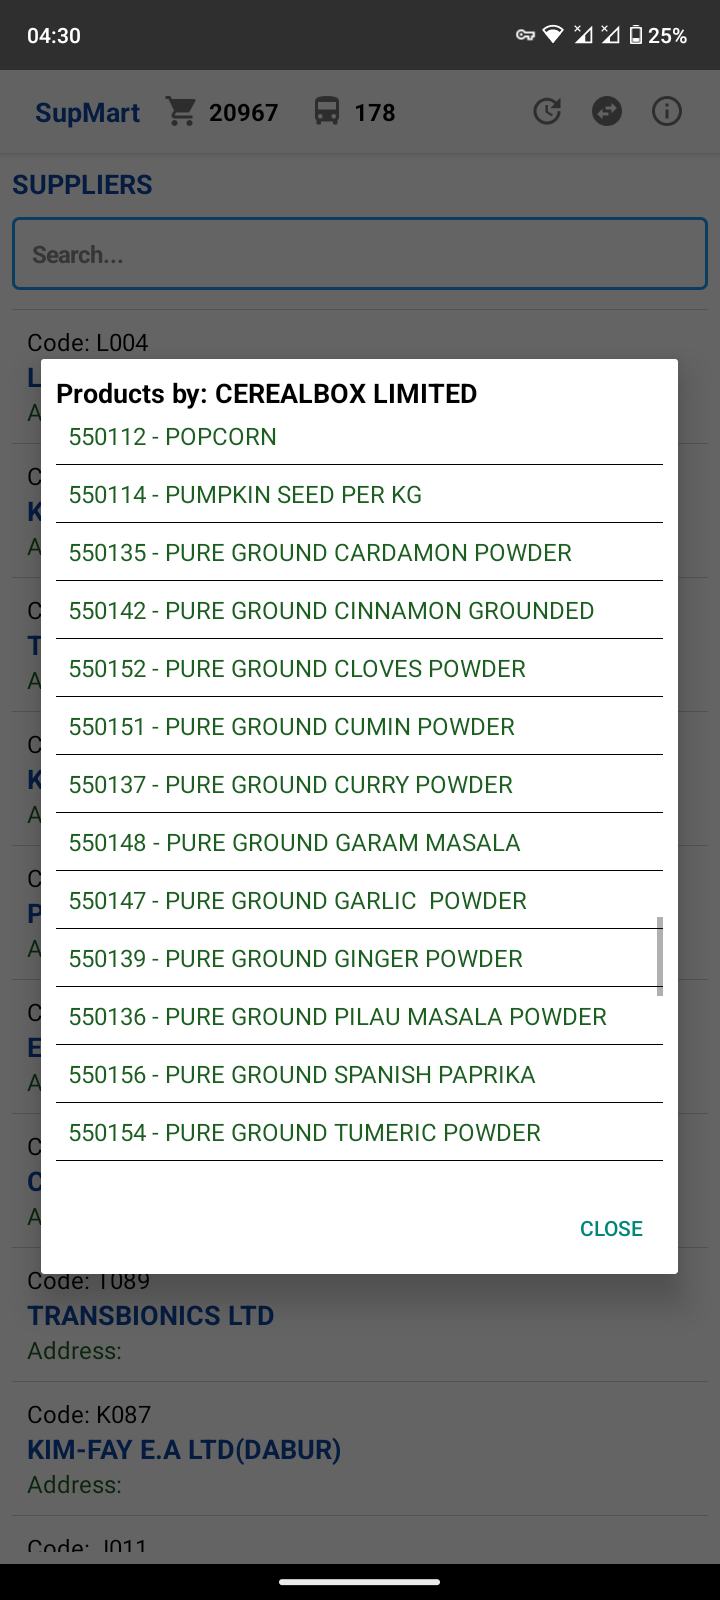 04:30
25%
SupMart 20967 178
SUPPLIERS
Search...
Code: L004
Products by: CEREALBOX LIMITED
550112 - POPCORN
550114 - PUMPKIN SEED PER KG
550135 - PURE GROUND CARDAMON POWDER
550142 - PURE GROUND CINNAMON GROUNDED
550152 - PURE GROUND CLOVES POWDER
550151 - PURE GROUND CUMIN POWDER
550137 - PURE GROUND CURRY POWDER
550148 - PURE GROUND GARAM MASALA
550147 - PURE GROUND GARLIC  POWDER
550139 - PURE GROUND GINGER POWDER
550136 - PURE GROUND PILAU MASALA POWDER
550156 - PURE GROUND SPANISH PAPRIKA
550154 - PURE GROUND TUMERIC POWDER
CLOSE
Code: T089
TRANSBIONICS LTD
Address:
Code: K087
KIM-FAY E.A LTD(DABUR)
Address:
Code: J011